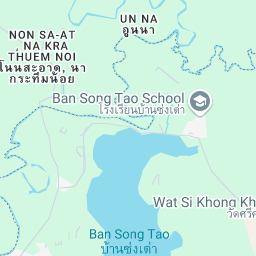 UN NA
อูนนา
NON SA-AT
, NA KRA
THUEM NOI
โนนสะอาด, นา
กระทึมน้อย
Ban Song Tao School
โรงเรียนบ้านซ่งเต่า
Wat Si Khong Kh
วัดศรีค
Ban Song Tao
บ้านซ่งเต่า